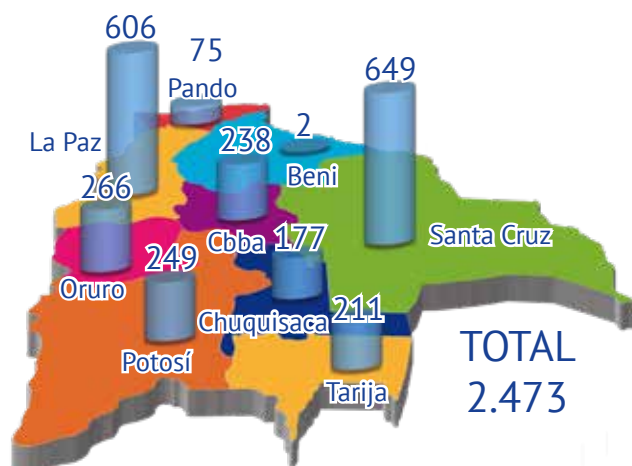 606
75
Pando
649
La Paz
238
2
Beni
266
Cbba
177
Santa Cruz
Oruro
249
Chuquisaca
211
Potosí
Tarija
TOTAL
2.473